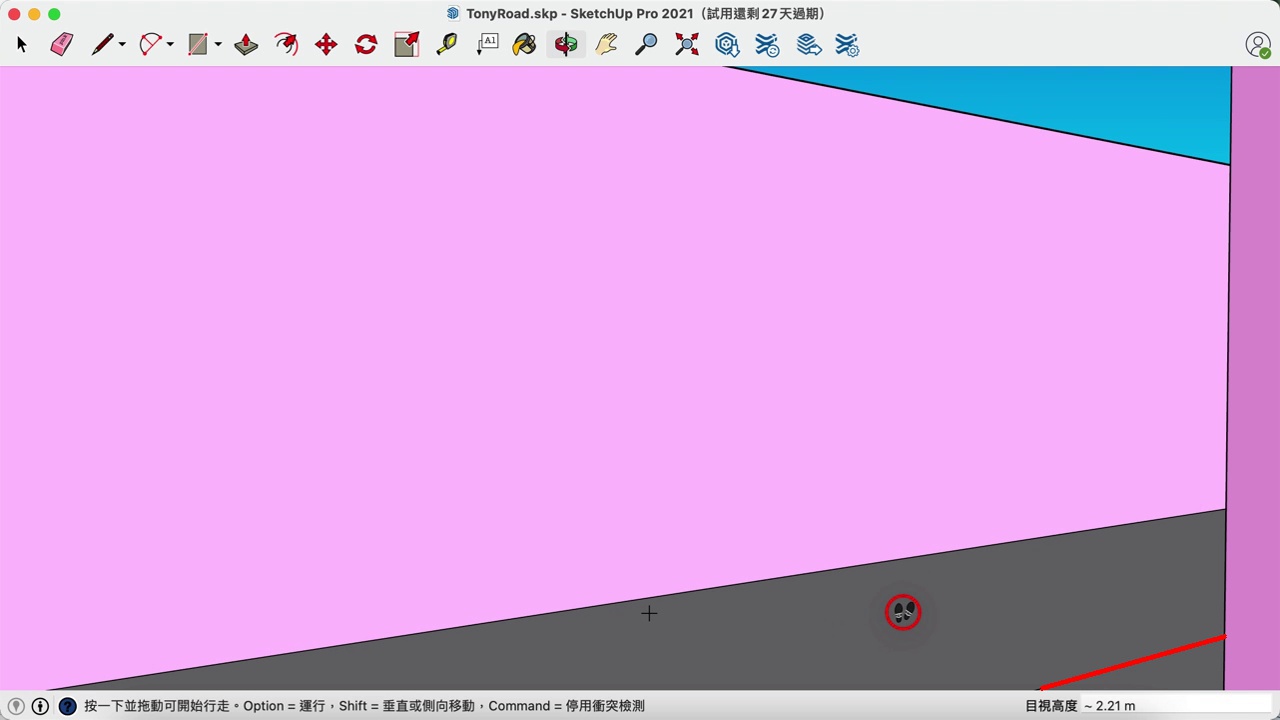 TonyRoad.skp - SketchUp Pro 2021（試用還剩 27 天過期）
A1
? 按一下並拖動可開始行走。Option = 運行，Shift = 垂直或側向移動，Command = 停用衝突檢測
目視高度 ~ 2.21 m